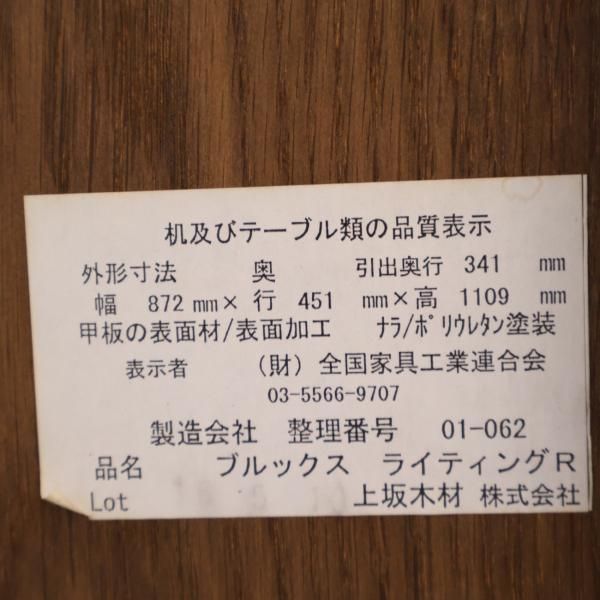 机及びテーブル類の品質表示
外形寸法 奥 引出奥行 341 mm
幅 872 mm× 行 451 mm×高 1109 mm
甲板の表面材/表面加工 ナラ/ポリウレタン塗装
表示者 (財)全国家具工業連合会
03-5566-9707
製造会社 整理番号 01-062
品名 ブルックス ライティングR
Lot 上坂木材 株式会社